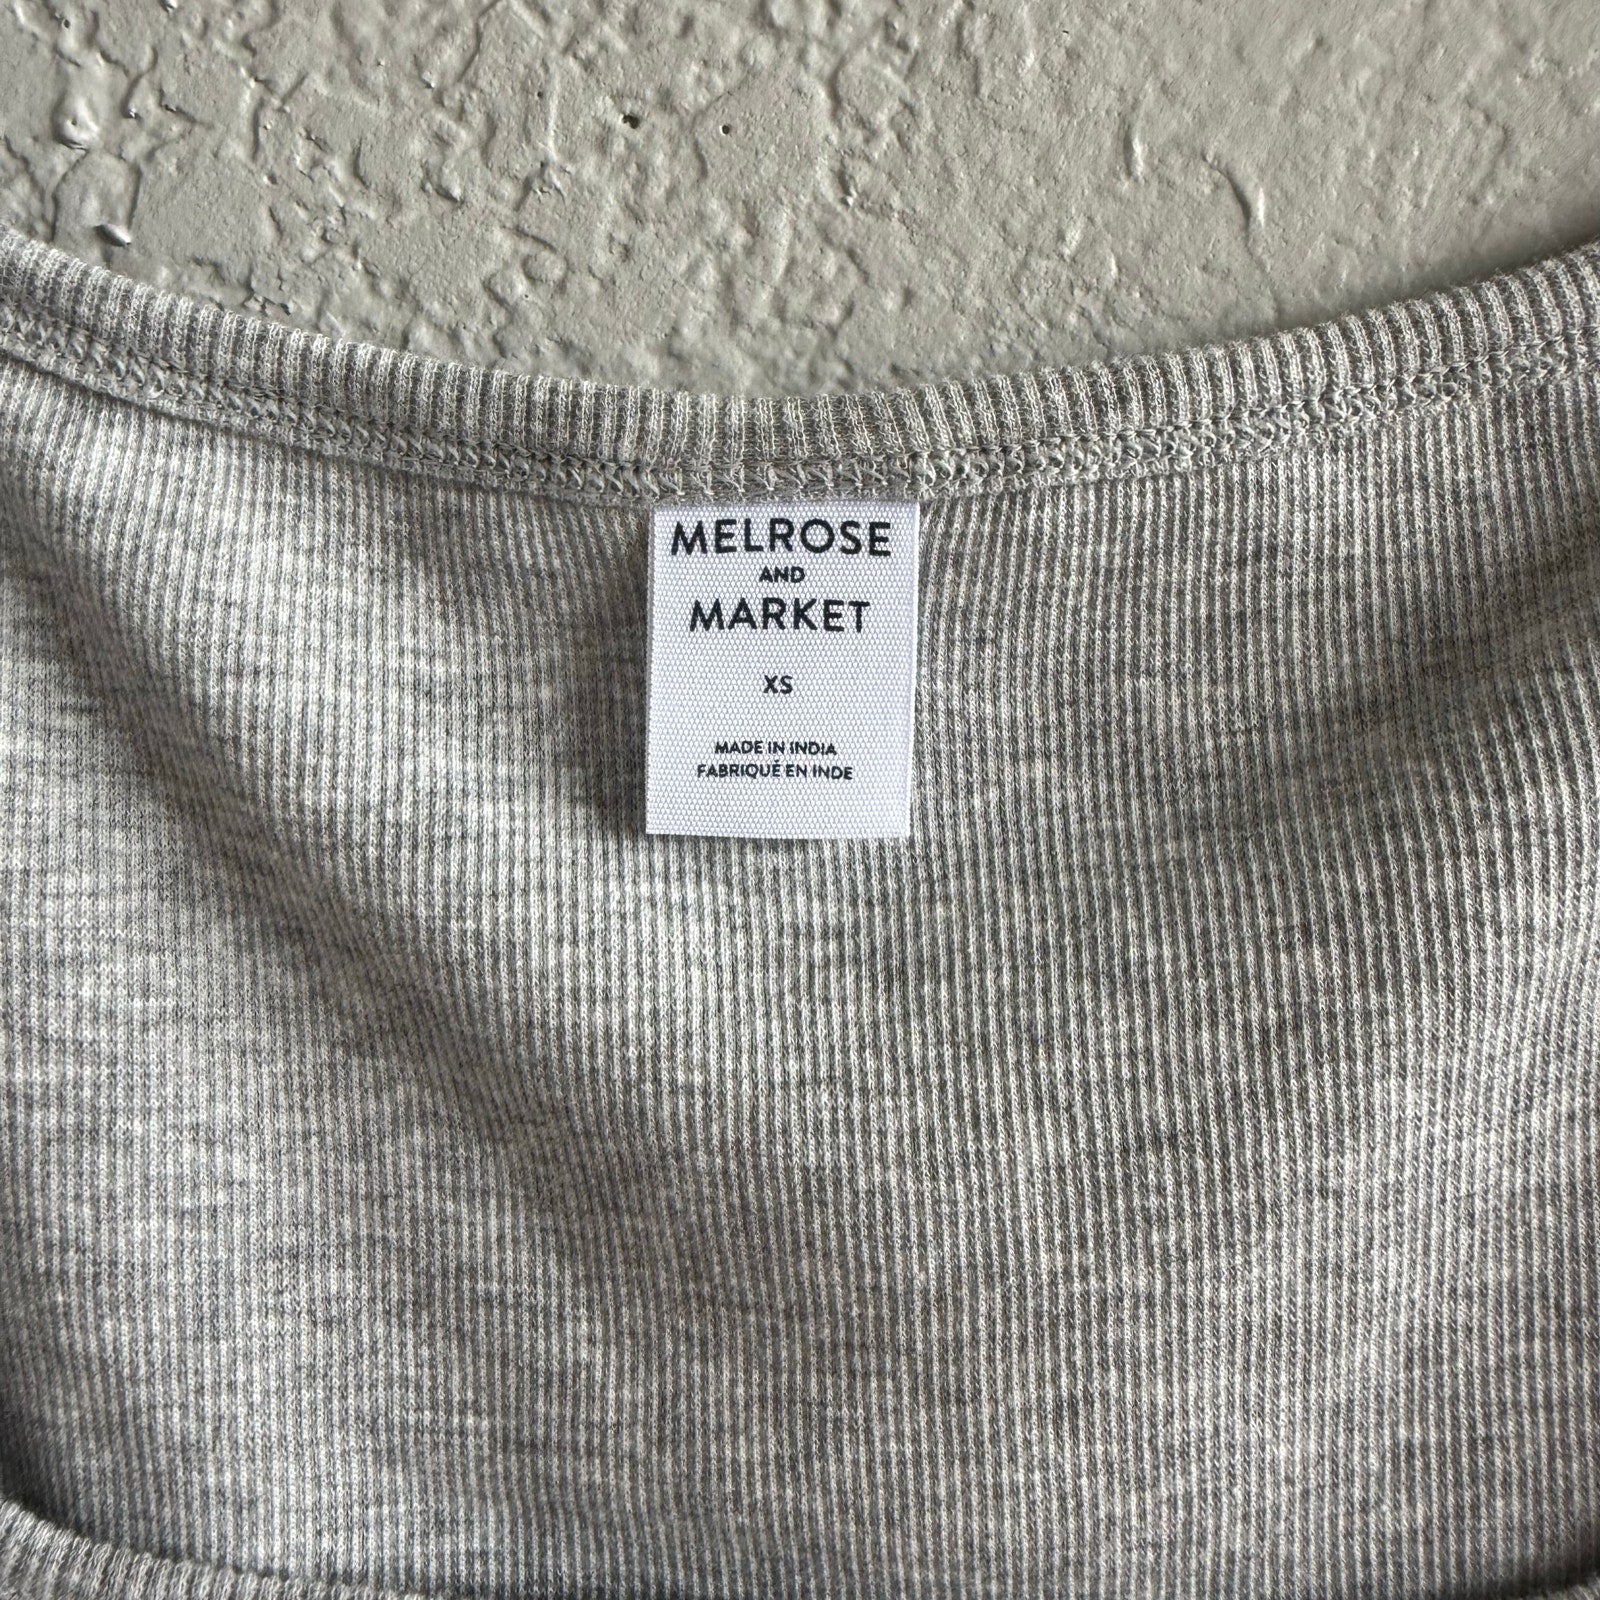 MELROSE
AND
MARKET
XS
MADE IN INDIA
FABRIQUÉ EN INDE